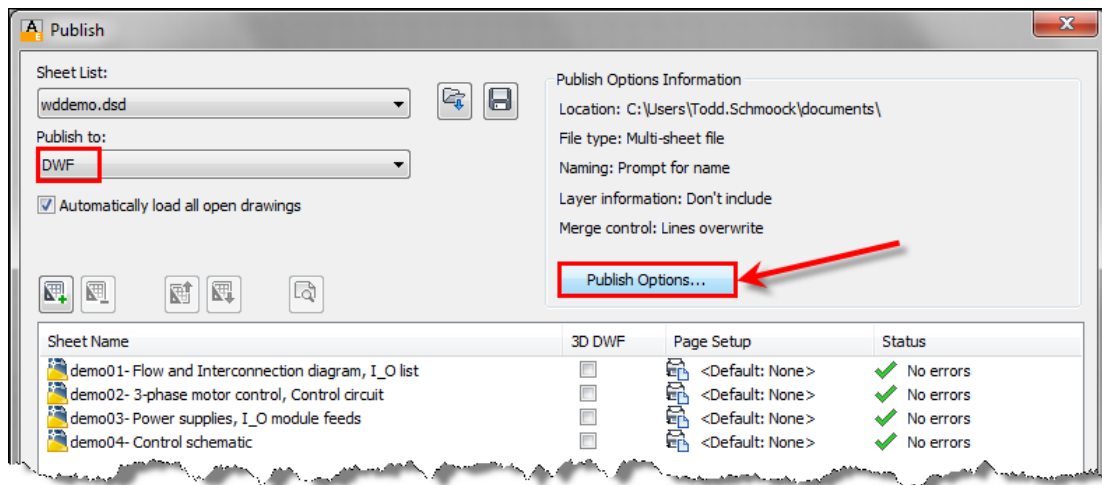 Publish
Sheet List:
wddemo.dsd
Publish to:
DWF
Automatically load all open drawings
Publish Options Information
Location: C:\Users\Todd.Schmoock\documents\
File type: Multi-sheet file
Naming: Prompt for name
Layer information: Don't include
Merge control: Lines overwrite
Publish Options...
Sheet Name 3D DWF Page Setup Status
demo01- Flow and Interconnection diagram, I_O list <Default: None> No errors
demo02- 3-phase motor control, Control circuit <Default: None> No errors
demo03- Power supplies, I_O module feeds <Default: None> No errors
demo04- Control schematic <Default: None> No errors